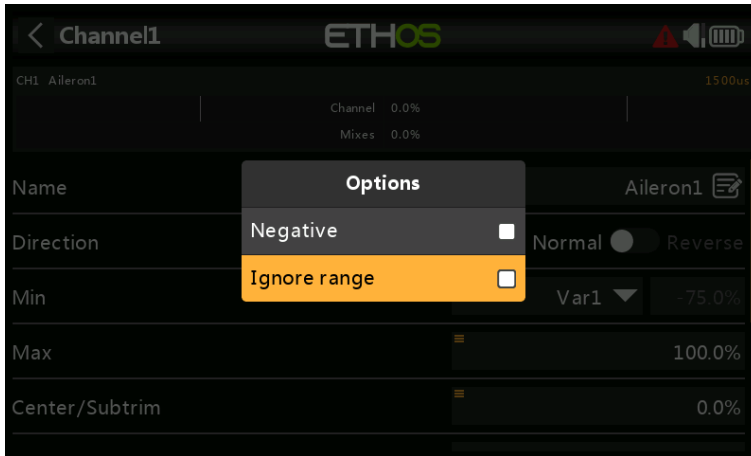 Channel1
ETHOS
CH1 Aileron1
1500us
Channel 0.0%
Mixes 0.0%
Options
Name
Aileron1
Negative
Direction
Normal
Reverse
Ignore range
Min
Var1
-75.0%
Max
100.0%
Center/Subtrim
0.0%